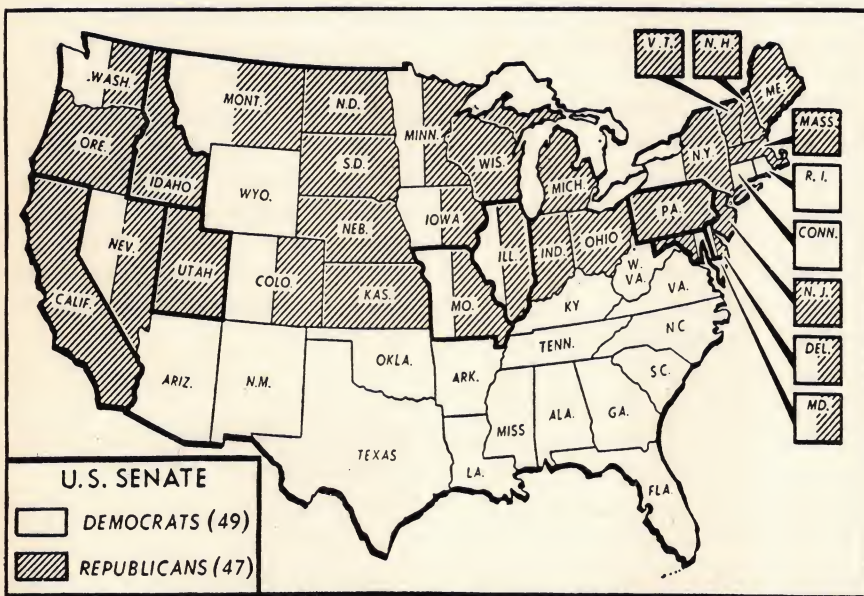 V.T.
N.H.
WASH.
MONT.
N.D.
MINN.
ME.
ORE.
IDAHO
S.D.
WIS.
MICH.
N.Y.
MASS.
WYO.
R.I.
NEV.
UTAH
NEB.
IOWA
PA.
CONN.
CALIF.
COLO.
KAS.
MO.
ILL.
IND.
OHIO
W.
VA.
VA.
N.J.
KY
DEL.
ARIZ.
N.M.
OKLA.
ARK.
TENN.
NC
S.C.
MD.
TEXAS
LA.
MISS
ALA.
GA.
FLA.
U.S. SENATE
DEMOCRATS (49)
REPUBLICANS (47)